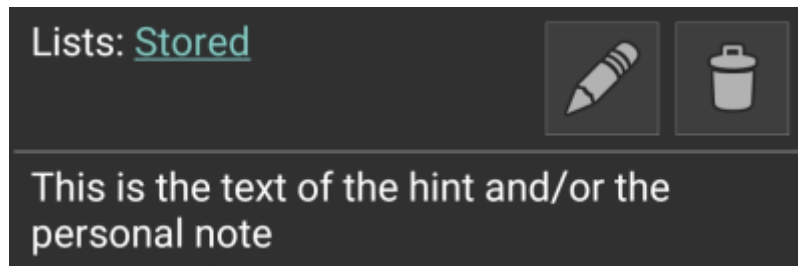 Lists: Stored
This is the text of the hint and/or the
personal note